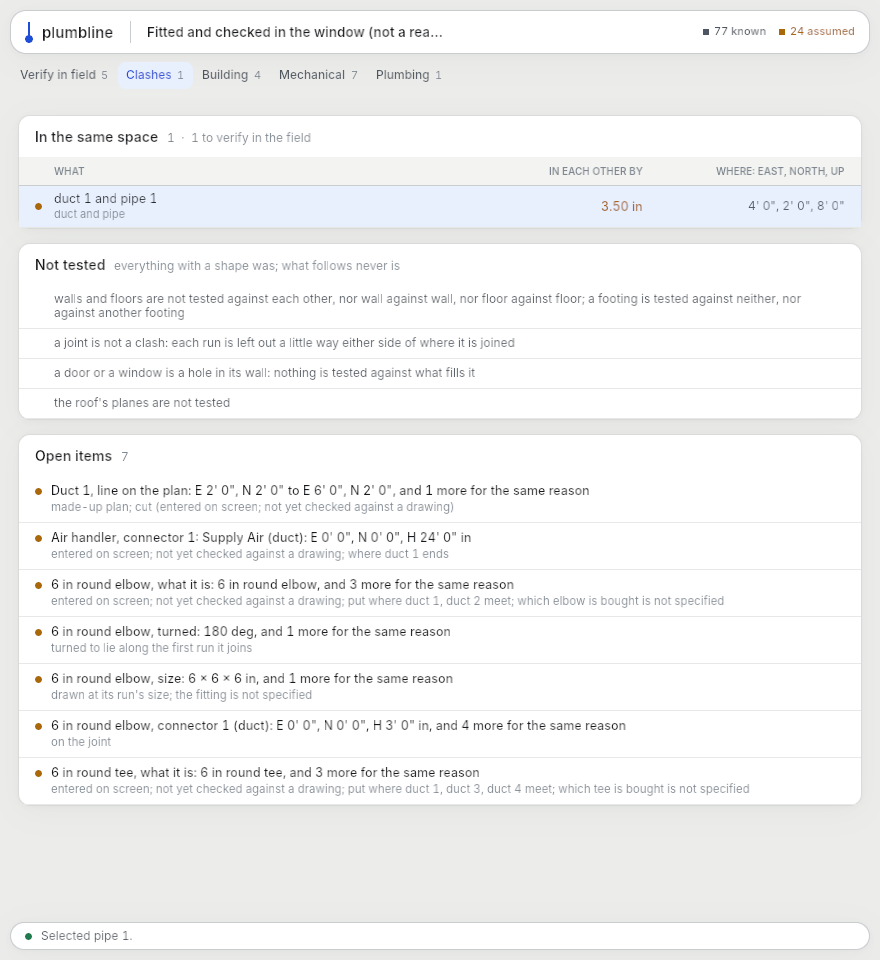 plumbline
Fitted and checked in the window (not a rea...
77 known
24 assumed
Verify in field 5
Clashes 1
Building 4
Mechanical 7
Plumbing 1
In the same space 1 · 1 to verify in the field
WHAT
IN EACH OTHER BY
WHERE: EAST, NORTH, UP
duct 1 and pipe 1
duct and pipe
3.50 in
4' 0", 2' 0", 8' 0"
Not tested everything with a shape was; what follows never is
walls and floors are not tested against each other, nor wall against wall, nor floor against floor; a footing is tested against neither, nor
against another footing
a joint is not a clash: each run is left out a little way either side of where it is joined
a door or a window is a hole in its wall: nothing is tested against what fills it
the roof's planes are not tested
Open items 7
Duct 1, line on the plan: E 2' 0", N 2' 0" to E 6' 0", N 2' 0", and 1 more for the same reason
made-up plan; cut (entered on screen; not yet checked against a drawing)
Air handler, connector 1: Supply Air (duct): E 0' 0", N 0' 0", H 24' 0" in
entered on screen; not yet checked against a drawing; where duct 1 ends
6 in round elbow, what it is: 6 in round elbow, and 3 more for the same reason
entered on screen; not yet checked against a drawing; put where duct 1, duct 2 meet; which elbow is bought is not specified
6 in round elbow, turned: 180 deg, and 1 more for the same reason
turned to lie along the first run it joins
6 in round elbow, size: 6 × 6 × 6 in, and 1 more for the same reason
drawn at its run's size; the fitting is not specified
6 in round elbow, connector 1 (duct): E 0' 0", N 0' 0", H 3' 0" in, and 4 more for the same reason
on the joint
6 in round tee, what it is: 6 in round tee, and 3 more for the same reason
entered on screen; not yet checked against a drawing; put where duct 1, duct 3, duct 4 meet; which tee is bought is not specified
Selected pipe 1.